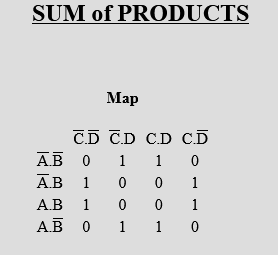 SUM of PRODUCTS
Map
C̅.D̅ C̅.D C.D C.D̅
A̅.B̅ 0 1 1 0
A̅.B 1 0 0 1
A.B 1 0 0 1
A.B̅ 0 1 1 0